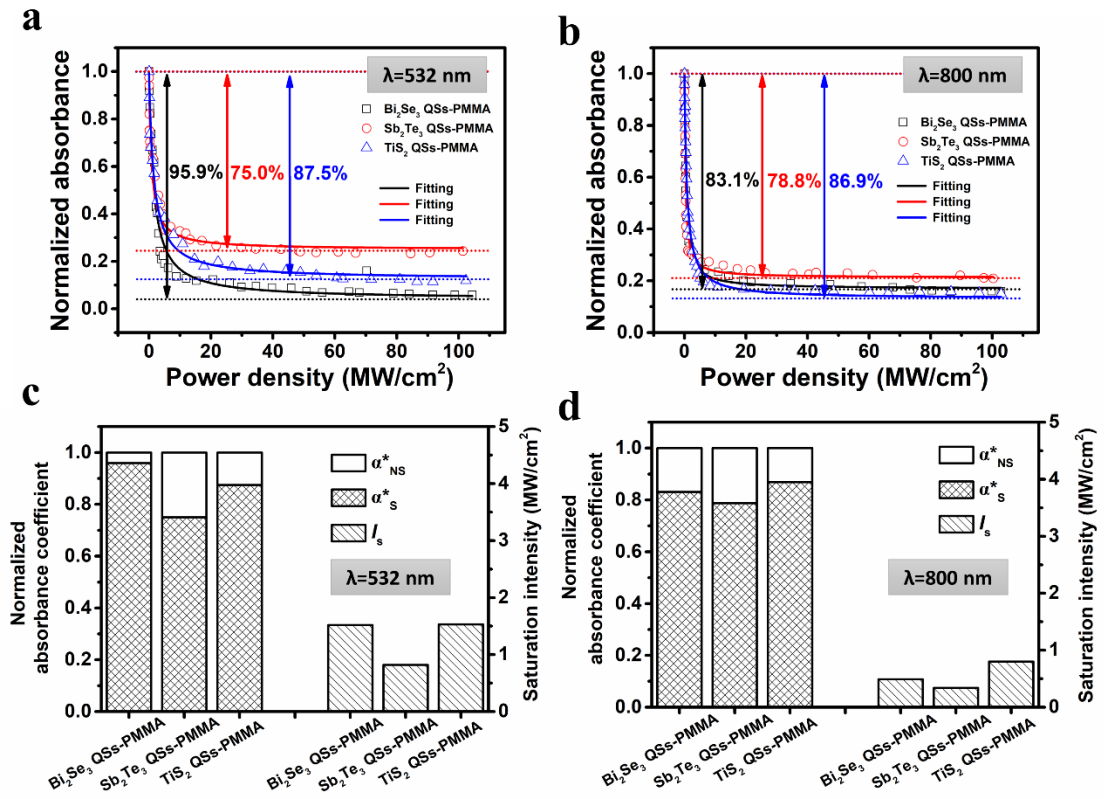 a
λ=532 nm
Bi2Se3 QSs-PMMA
Sb2Te3 QSs-PMMA
TiS2 QSs-PMMA
Fitting
Fitting
Fitting
95.9%
75.0%
87.5%
1.0
0.8
0.6
0.4
0.2
0.0
Normalized absorbance
0 20 40 60 80 100
Power density (MW/cm2)
b
λ=800 nm
Bi2Se3 QSs-PMMA
Sb2Te3 QSs-PMMA
TiS2 QSs-PMMA
Fitting
Fitting
Fitting
83.1%
78.8%
86.9%
1.0
0.8
0.6
0.4
0.2
0.0
Normalized absorbance
0 20 40 60 80 100
Power density (MW/cm2)
c
1.0
0.8
0.6
0.4
0.2
0.0
Normalized
absorbance coefficient
α*NS
α*S
Is
λ=532 nm
5
4
3
2
1
0
Saturation intensity (MW/cm2)
Bi2Se3 QSs-PMMA
Sb2Te3 QSs-PMMA
TiS2 QSs-PMMA
Bi2Se3 QSs-PMMA
Sb2Te3 QSs-PMMA
TiS2 QSs-PMMA
d
1.0
0.8
0.6
0.4
0.2
0.0
Normalized
absorbance coefficient
α*NS
α*S
Is
λ=800 nm
5
4
3
2
1
0
Saturation intensity (MW/cm2)
Bi2Se3 QSs-PMMA
Sb2Te3 QSs-PMMA
TiS2 QSs-PMMA
Bi2Se3 QSs-PMMA
Sb2Te3 QSs-PMMA
TiS2 QSs-PMMA